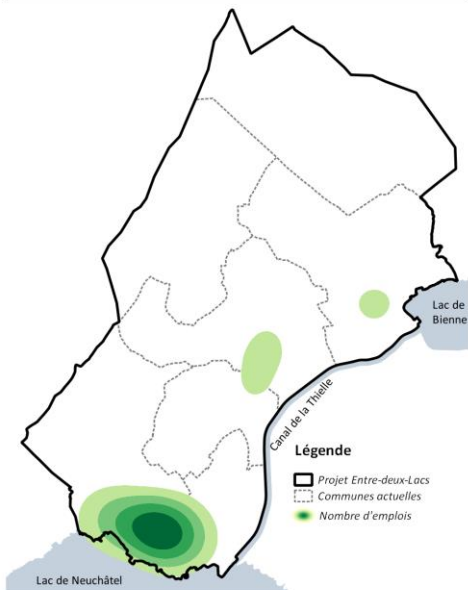 Lac de
Bienne
Canal de la Thielle
Légende
Projet Entre-deux-Lacs
Communes actuelles
Nombre d'emplois
Lac de Neuchâtel